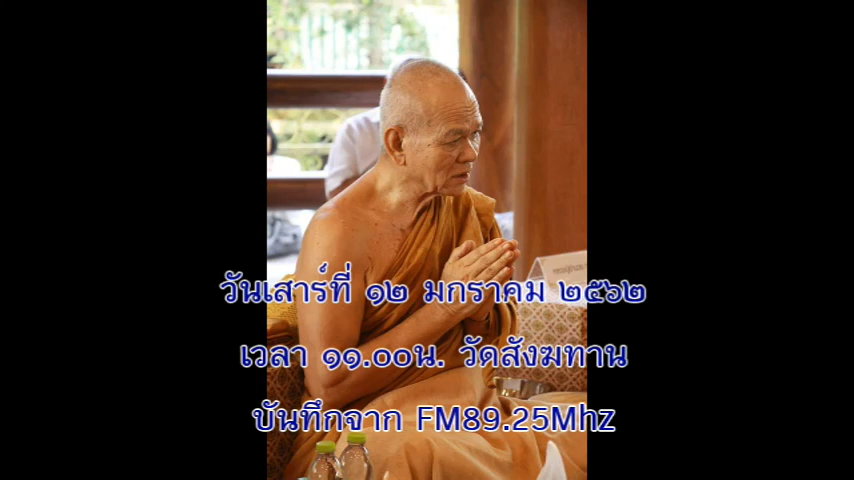 วันเสาร์ที่ ๑๒ มกราคม ๒๕๖๒
เวลา ๑๑.๐๐น. วัดสังฆทาน
บันทึกจาก FM89.25Mhz